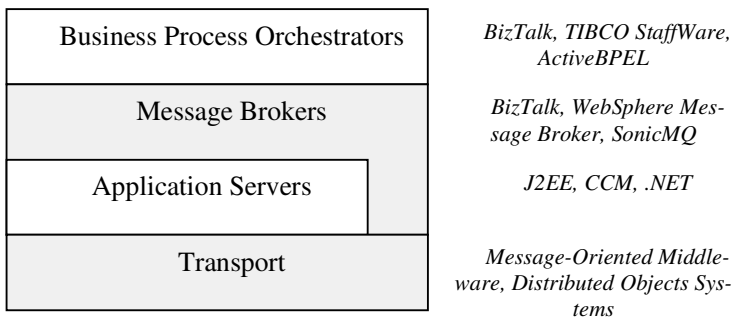 Business Process Orchestrators
BizTalk, TIBCO StaffWare,
ActiveBPEL
Message Brokers
BizTalk, WebSphere Mes-
sage Broker, SonicMQ
Application Servers
J2EE, CCM, .NET
Transport
Message-Oriented Middle-
ware, Distributed Objects Sys-
tems